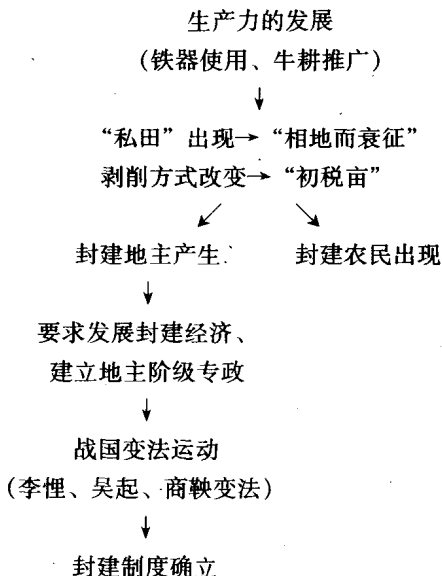 生产力的发展
(铁器使用、牛耕推广)
↓
“私田”出现→“相地而衰征”
剥削方式改变→“初税亩”
↙ ↘
封建地主产生 封建农民出现
↓
要求发展封建经济、
建立地主阶级专政
↓
战国变法运动
(李悝、吴起、商鞅变法)
↓
封建制度确立